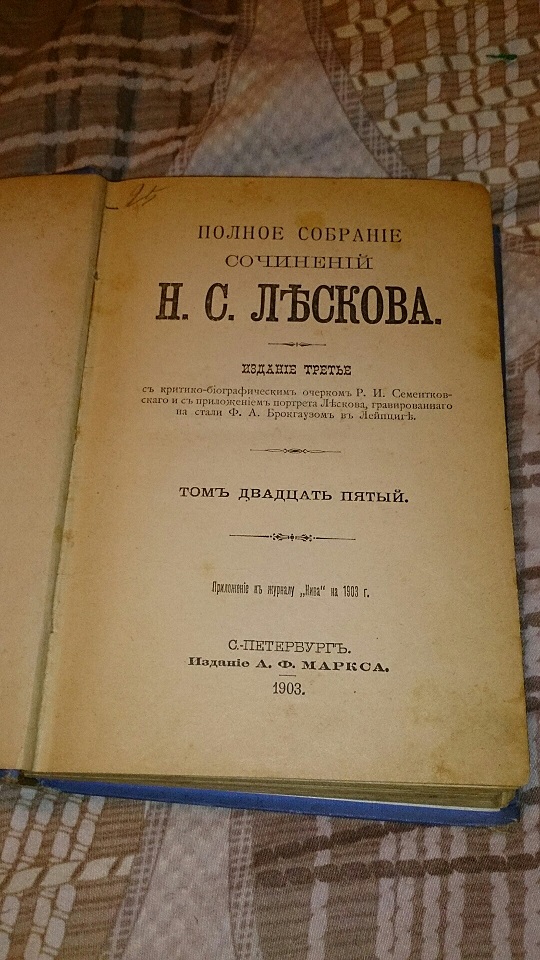 ПОЛНОЕ СОБРАНІЕ
СОЧИНЕНІЙ
Н. С. ЛѢСКОВА.
ИЗДАНІЕ ТРЕТЬЕ
съ критико-біографическимъ очеркомъ Р. И. Сементков-
скаго и съ приложеніемъ портрета Лѣскова, гравированнаго
на стали Ф. А. Брокгаузомъ въ Лейпцигѣ.
ТОМЪ ДВАДЦАТЬ ПЯТЫЙ.
Приложеніе къ журналу „Нива“ на 1903 г.
С.-ПЕТЕРБУРГЪ.
Изданіе А. Ф. МАРКСА.
1903.